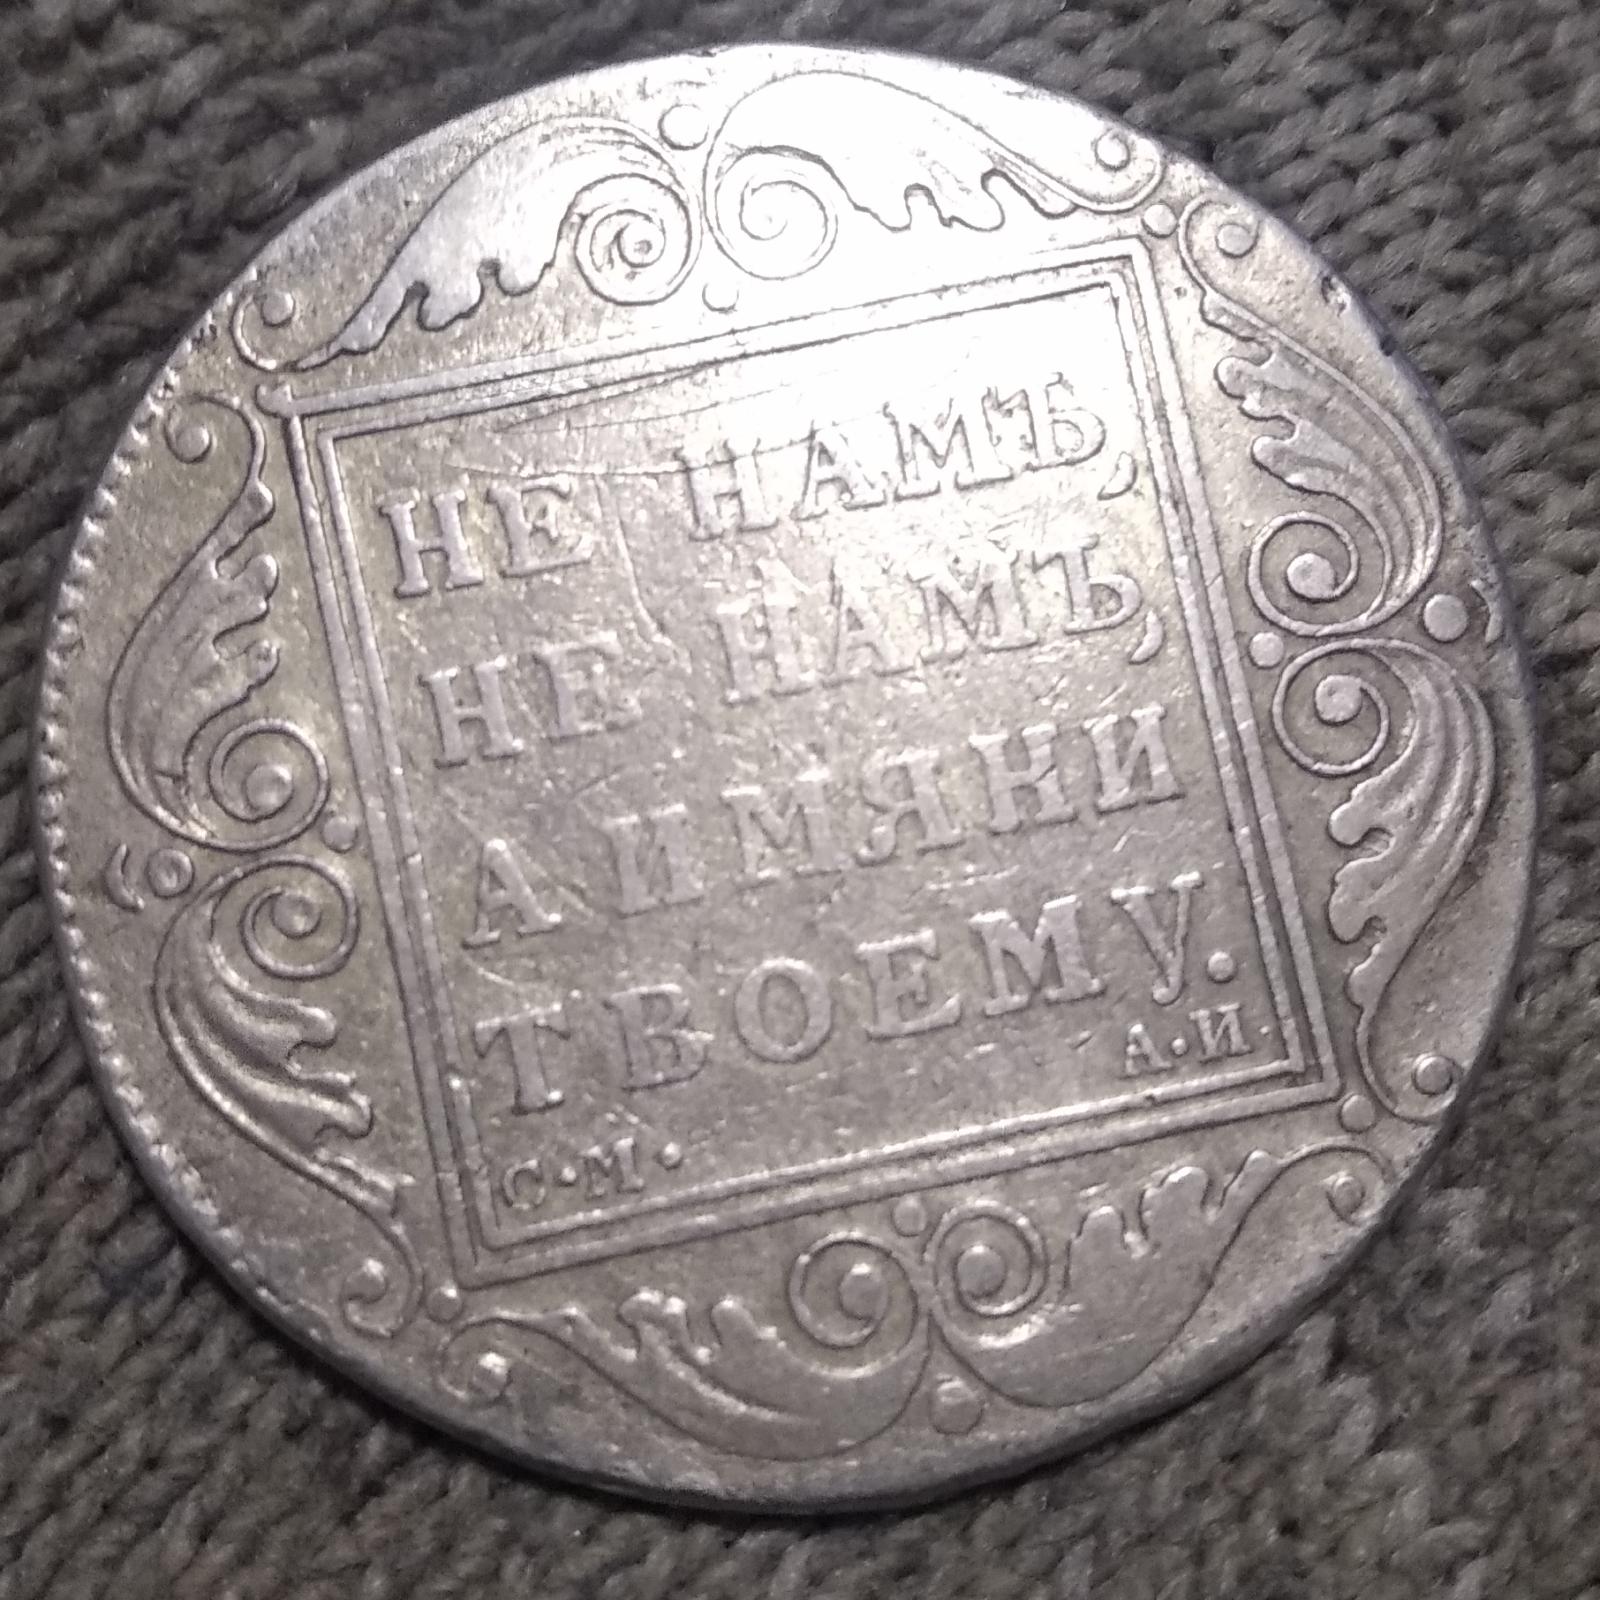 НЕ НАМЪ,
НЕ НАМЪ,
А ИМЯНИ
ТВОЕМУ.
С·М· А·И